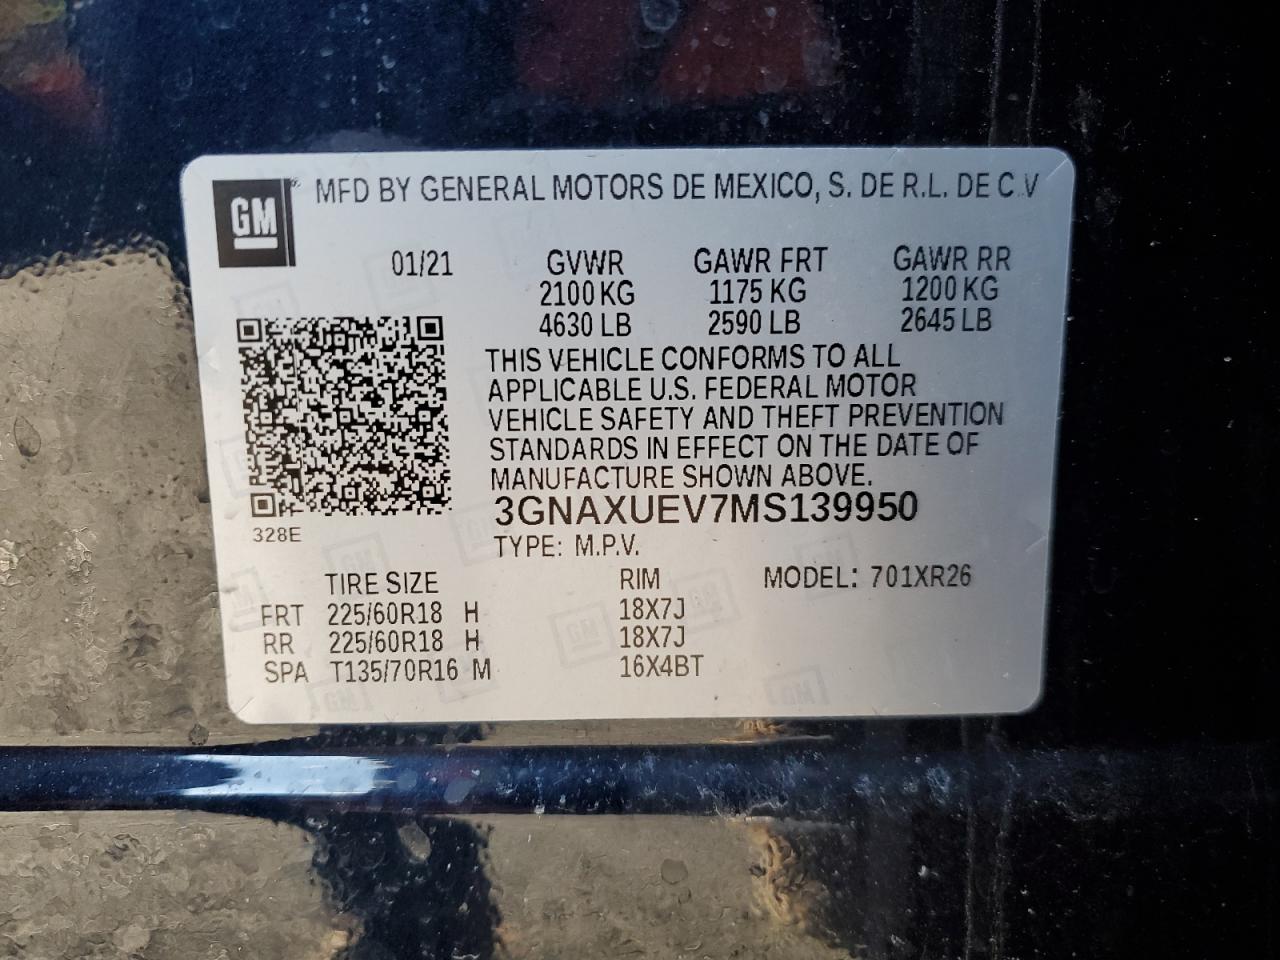 GM MFD BY GENERAL MOTORS DE MEXICO, S. DE R.L. DE C.V
01/21 GVWR GAWR FRT GAWR RR
2100 KG 1175 KG 1200 KG
4630 LB 2590 LB 2645 LB
THIS VEHICLE CONFORMS TO ALL
APPLICABLE U.S. FEDERAL MOTOR
VEHICLE SAFETY AND THEFT PREVENTION
STANDARDS IN EFFECT ON THE DATE OF
MANUFACTURE SHOWN ABOVE.
3GNAXUEV7MS139950
328E
TYPE: M.P.V.
TIRE SIZE RIM MODEL: 701XR26
FRT 225/60R18 H 18X7J
RR 225/60R18 H 18X7J
SPA T135/70R16 M 16X4BT